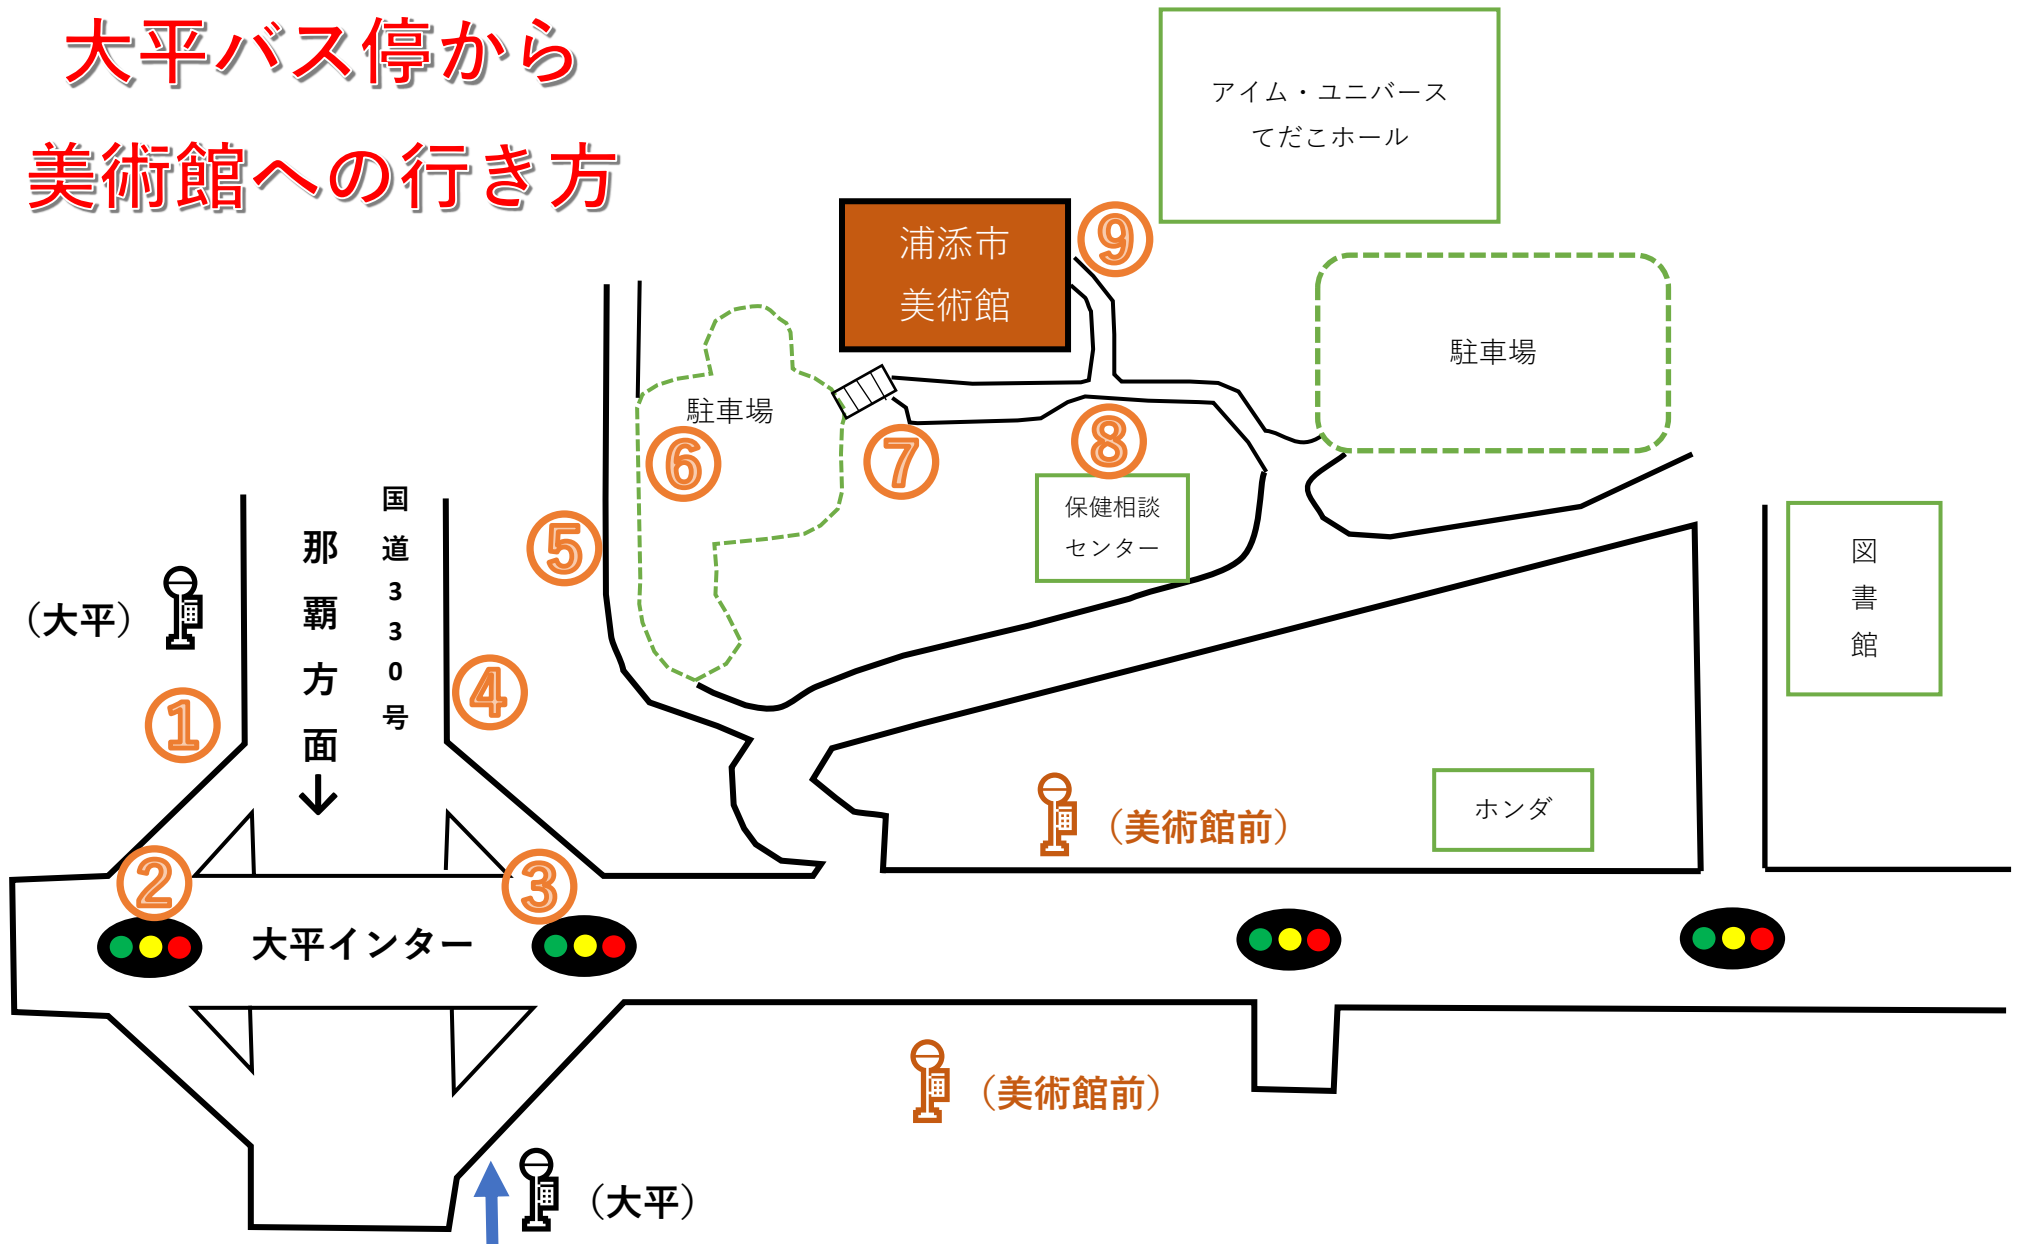 大平バス停から
美術館への行き方
アイム・ユニバース
てだこホール
浦添市
美術館
⑨
駐車場
駐車場
⑥
⑦
⑧
保健相談
センター
国道330号
那覇方面
↓
⑤
図書館
（大平）
①
④
（美術館前）
ホンダ
②
③
大平インター
（美術館前）
（大平）